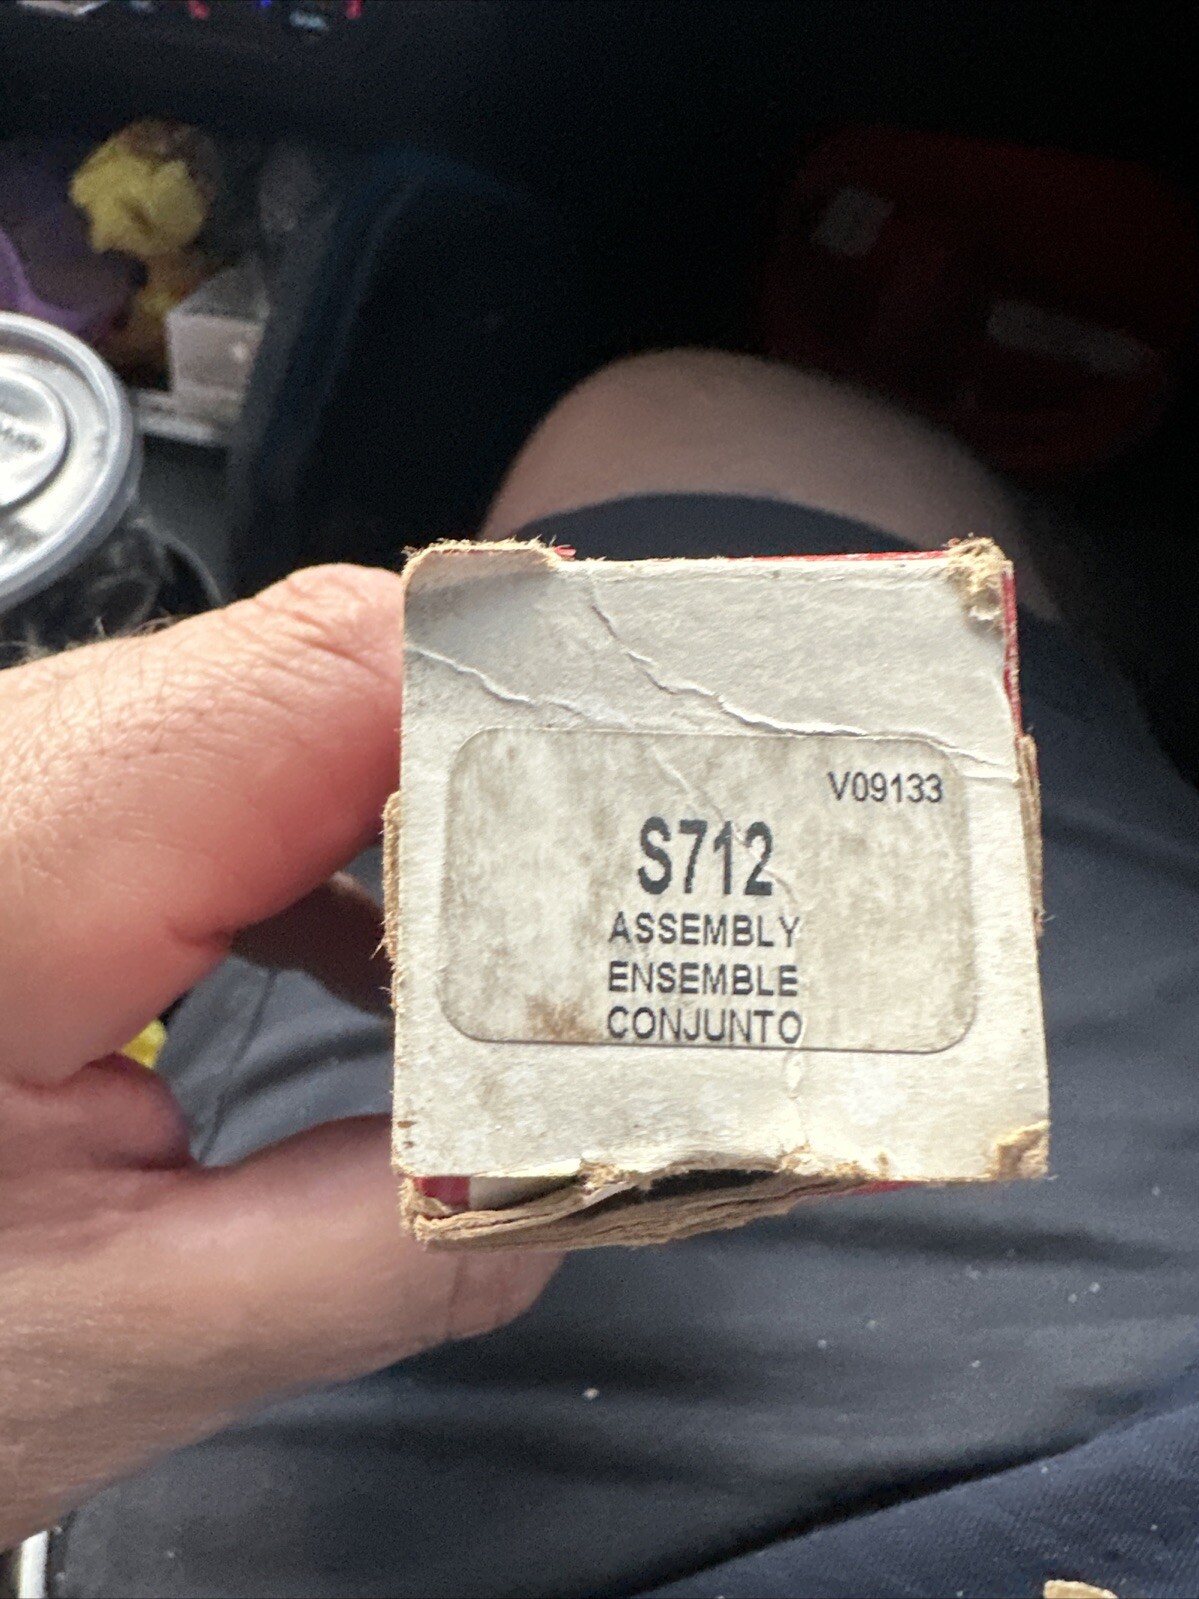 V09133
S712
ASSEMBLY
ENSEMBLE
CONJUNTO